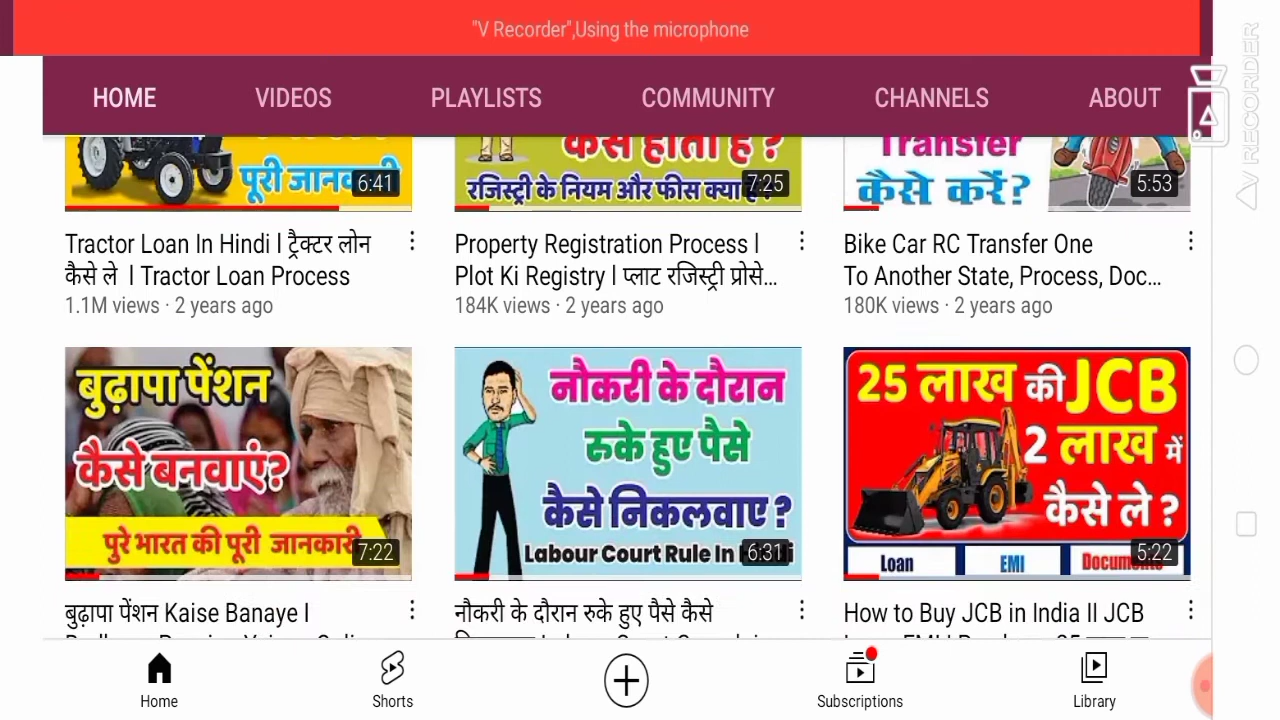 "V Recorder",Using the microphone
HOME VIDEOS PLAYLISTS COMMUNITY CHANNELS ABOUT
V RECORDER
पूरी 6:41
कैसे होता है ?
रजिस्ट्री के नियम और फीस क्या 7:25
Transfer
कैसे करें?
5:53
Tractor Loan In Hindi l ट्रैक्टर लोन
कैसे ले l Tractor Loan Process
1.1M views · 2 years ago
Property Registration Process l
Plot Ki Registry l प्लाट रजिस्ट्री प्रोसे...
184K views · 2 years ago
Bike Car RC Transfer One
To Another State, Process, Doc...
180K views · 2 years ago
बुढ़ापा पेंशन
कैसे बनवाएं?
पुरे भारत की पूरी जानकारी
7:22
नौकरी के दौरान
रुके हुए पैसे
कैसे निकलवाए ?
Labour Court Rule In
6:31
25 लाख की JCB
2 लाख में
कैसे ले ?
Loan EMI
5:22
बुढ़ापा पेंशन Kaise Banaye l
नौकरी के दौरान रुके हुए पैसे कैसे
How to Buy JCB in India II JCB
Home Shorts Subscriptions Library